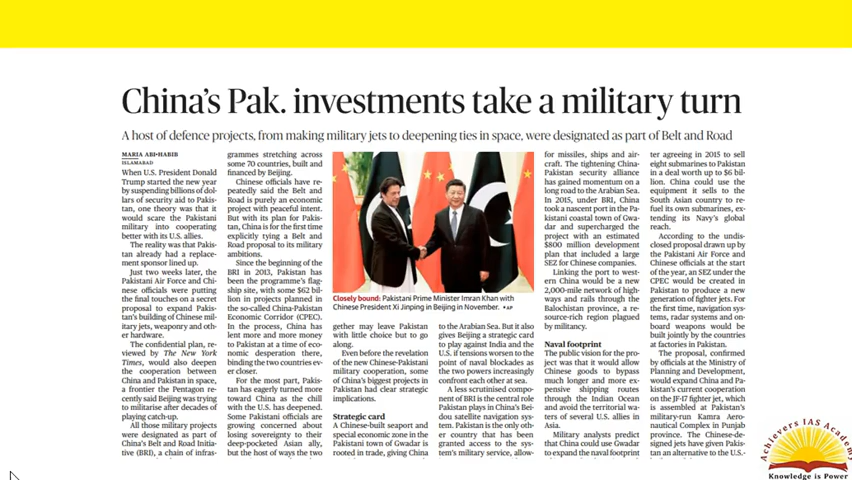 China's Pak. investments take a military turn
A host of defence projects, from making military jets to deepening ties in space, were designated as part of Belt and Road
MARIA ABI-HABIB
ISLAMABAD
When U.S. President Donald
Trump started the new year
by suspending billions of dol-
lars of security aid to Pakis-
tan, one theory was that it
would scare the Pakistani
military into cooperating
better with its U.S. allies.
The reality was that Pakis-
tan already had a replace-
ment sponsor lined up.
Just two weeks later, the
Pakistani Air Force and Chi-
nese officials were putting
the final touches on a secret
proposal to expand Pakis-
tan's building of Chinese mil-
itary jets, weaponry and oth-
er hardware.
The confidential plan, re-
viewed by The New York
Times, would also deepen
the cooperation between
China and Pakistan in space,
a frontier the Pentagon re-
cently said Beijing was trying
to militarise after decades of
playing catch-up.
All those military projects
were designated as part of
China's Belt and Road Initia-
tive (BRI), a chain of infras-
grammes stretching across
some 70 countries, built and
financed by Beijing.
Chinese officials have re-
peatedly said the Belt and
Road is purely an economic
project with peaceful intent.
But with its plan for Pakis-
tan, China is for the first time
explicitly tying a Belt and
Road proposal to its military
ambitions.
Since the beginning of the
BRI in 2013, Pakistan has
been the programme's flag-
ship site, with some $62 bil-
lion in projects planned in
the so-called China-Pakistan
Economic Corridor (CPEC).
In the process, China has
lent more and more money
to Pakistan at a time of eco-
nomic desperation there,
binding the two countries ev-
er closer.
For the most part, Pakis-
tan has eagerly turned more
toward China as the chill
with the U.S. has deepened.
Some Pakistani officials are
growing concerned about
losing sovereignty to their
deep-pocketed Asian ally,
but the host of ways the two
Closely bound: Pakistani Prime Minister Imran Khan with
Chinese President Xi Jinping in Beijing in November. AP
gether may leave Pakistan
with little choice but to go
along.
Even before the revelation
of the new Chinese-Pakistani
military cooperation, some of
China's biggest projects in
Pakistan had clear strategic
implications.
Strategic card
A Chinese-built seaport and
special economic zone in the
Pakistani town of Gwadar is
rooted in trade, giving China
to the Arabian Sea. But it also
gives Beijing a strategic card
to play against India and the
U.S. if tensions worsen to the
point of naval blockades as
the two powers increasingly
confront each other at sea.
A less scrutinised com-
ponent of BRI is the central role
Pakistan plays in China's Bei-
dou satellite navigation sys-
tem. Pakistan is the only oth-
er country that has been
granted access to the sys-
tem's military service, allow-
for missiles, ships and air-
craft. The tightening China-
Pakistan security alliance
has gained momentum on a
long road to the Arabian Sea.
In 2015, under BRI, China
took a nascent port in the Pa-
kistani coastal town of Gwa-
dar and supercharged the
project with an estimated
$800 million development
plan that included a large
SEZ for Chinese companies.
Linking the port to west-
ern China would be a new
2,000-mile network of high-
ways and rails through the
Balochistan province, a re-
source-rich region plagued
by militancy.
Naval footprint
The public vision for the pro-
ject was that it would allow
Chinese goods to bypass
much longer and more ex-
pensive shipping routes
through the Indian Ocean
and avoid the territorial wa-
ters of several U.S. allies in
Asia.
Military analysts predict
that China could use Gwadar
to expand the naval footprint
ter agreeing in 2015 to sell
eight submarines to Pakistan
in a deal worth up to $6 bil-
lion. China could use the
equipment it sells to the
South Asian country to re-
fuel its own submarines, ex-
tending its Navy's global
reach.
According to the undis-
closed proposal drawn up by
the Pakistani Air Force and
Chinese officials at the start
of the year, an SEZ under the
CPEC would be created in
Pakistan to produce a new
generation of fighter jets. For
the first time, navigation sys-
tems, radar systems and on-
board weapons would be
built jointly by the countries
at factories in Pakistan.
The proposal, confirmed
by officials at the Ministry of
Planning and Development,
would expand China and Pa-
kistan's current cooperation
on the JF-17 fighter jet, which
is assembled at Pakistan's
military-run Kamra Aero-
nautical Complex in Punjab
province. The Chinese-de-
signed jets have given Pakis-
tan an alternative to the U.S.-
Achievers IAS Academy
Knowledge is Power